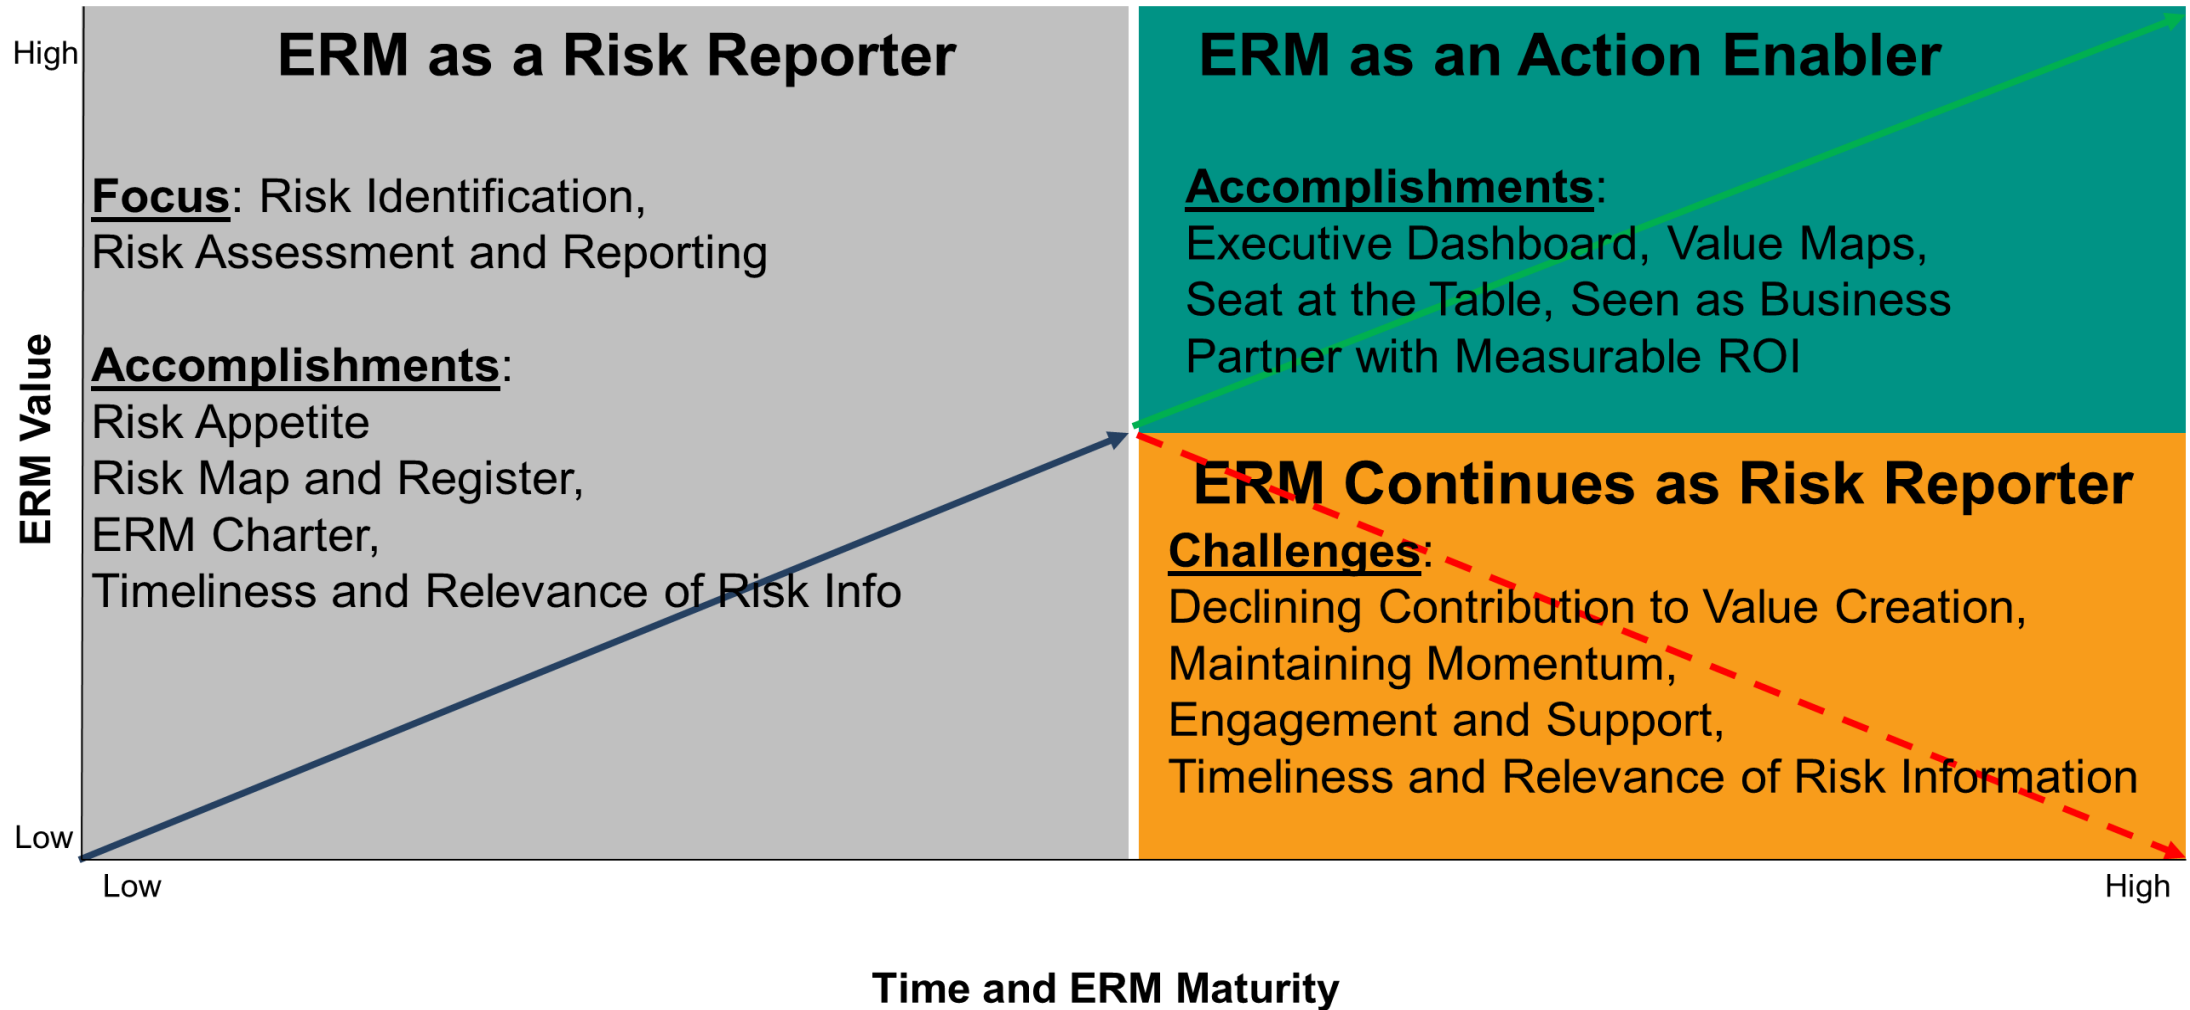 High
ERM as a Risk Reporter
Focus: Risk Identification,
Risk Assessment and Reporting
Accomplishments:
Risk Appetite
Risk Map and Register,
ERM Charter,
Timeliness and Relevance of Risk Info
ERM as an Action Enabler
Accomplishments:
Executive Dashboard, Value Maps,
Seat at the Table, Seen as Business
Partner with Measurable ROI
ERM Continues as Risk Reporter
Challenges:
Declining Contribution to Value Creation,
Maintaining Momentum,
Engagement and Support,
Timeliness and Relevance of Risk Information
ERM Value
Low
Low
High
Time and ERM Maturity